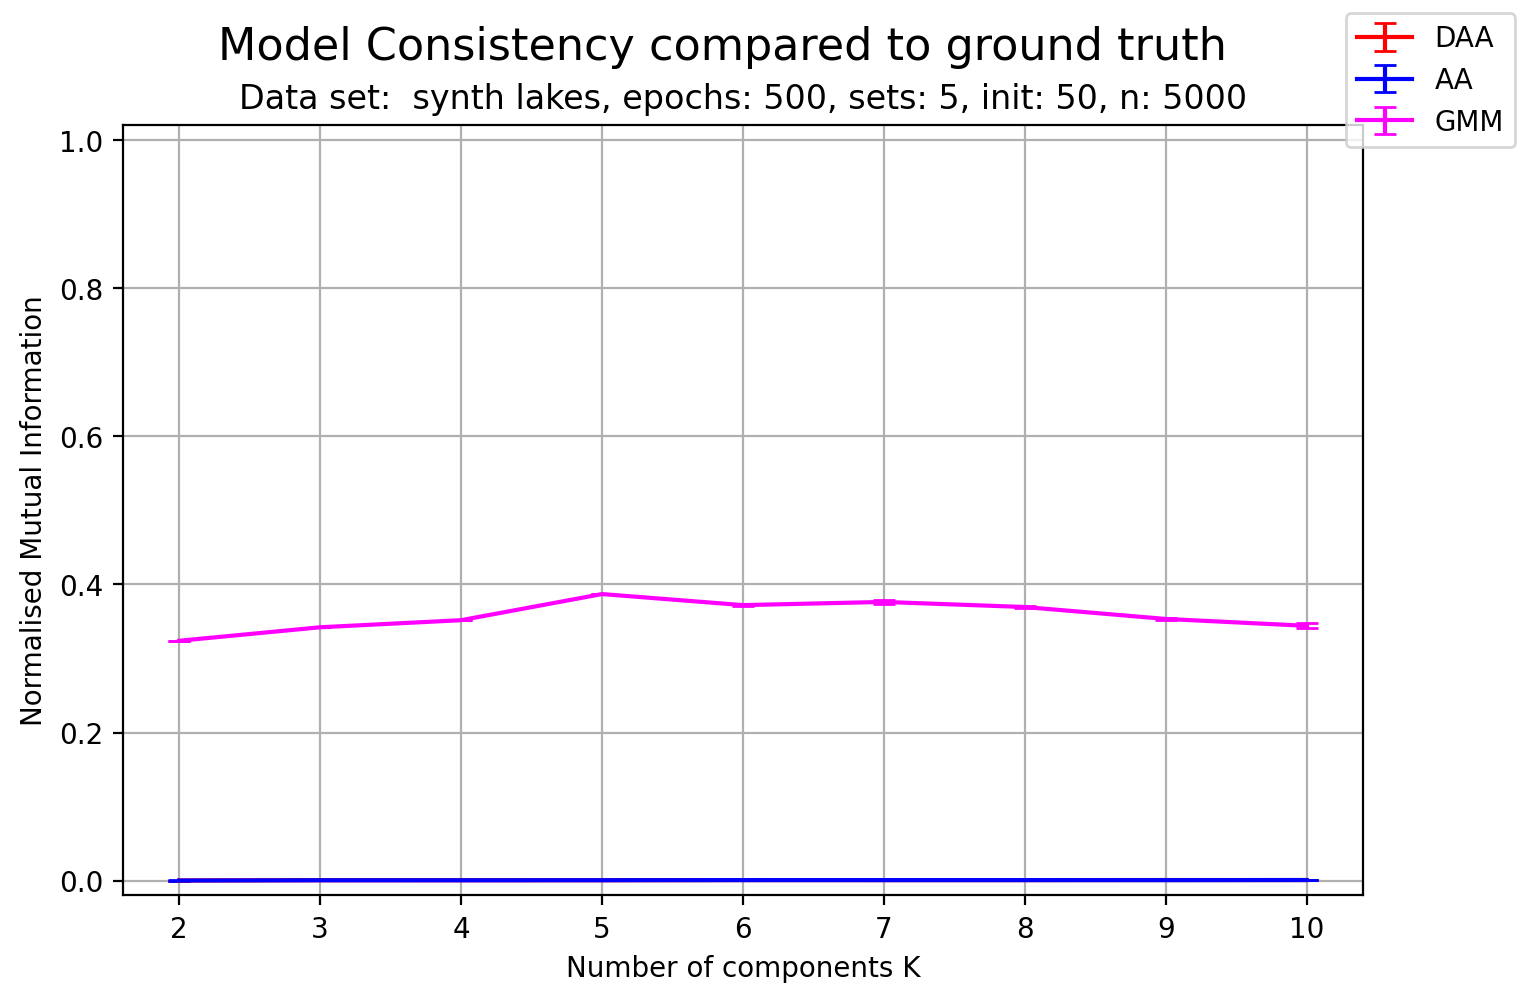 Model Consistency compared to ground truth
Data set:  synth lakes, epochs: 500, sets: 5, init: 50, n: 5000
DAA
AA
GMM
Normalised Mutual Information
1.0
0.8
0.6
0.4
0.2
0.0
2 3 4 5 6 7 8 9 10
Number of components K